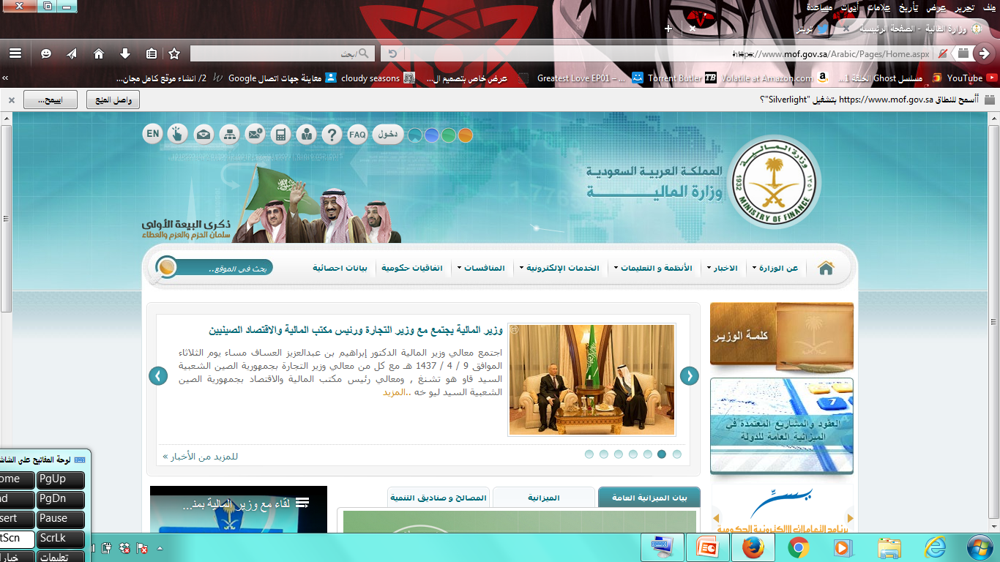 ملف تحرير عرض تأريخ علامات أدوات مساعدة
وزارة المالية - الصفحة الرئيسية
تويتر
https://www.mof.gov.sa/Arabic/Pages/Home.aspx
ابحث
YouTube
مسلسل Ghost الحلقة 1...
Volatile at Amazon.com
Torrent Butler
Greatest Love EP01 – ...
عرض خاص بتصميم ال...
cloudy seasons
معاينة جهات اتصال Google
2/ انشاء موقع كامل مجان...
أأسمح للنطاق https://www.mof.gov.sa بتشغيل "Silverlight"؟
واصل المنع
اسمح...
EN
FAQ
دخول
المملكة العربية السعودية
وزارة المالية
وزارة المالية
1932
١٣٥١
MINISTRY OF FINANCE
ذكرى البيعة الأولى
سلمان الحزم والعزم والعطاء
عن الوزارة
الاخبار
الأنظمة و التعليمات
الخدمات الإلكترونية
المنافسات
اتفاقيات حكومية
بيانات احصائية
بحث في الموقع..
كلمة الوزير
وزير المالية يجتمع مع وزير التجارة ورئيس مكتب المالية والاقتصاد الصينيين
اجتمع معالي وزير المالية الدكتور إبراهيم بن عبدالعزيز العساف مساء يوم الثلاثاء
الموافق 9 / 4 / 1437 هـ مع كل من معالي وزير التجارة بجمهورية الصين الشعبية
السيد قاو هو تشنغ , ومعالي رئيس مكتب المالية والاقتصاد بجمهورية الصين
الشعبية السيد ليو خه ..المزيد
للمزيد من الأخبار »
العقود والمشاريع المعتمدة في
الميزانية العامة للدولة
يسر
برنامج التعاملات الإلكترونية الحكومية
بيان الميزانية العامة
الميزانية
المصالح و صناديق التنمية
لقاء مع وزير المالية بمن...
لوحة المفاتيح على الشاش
ome
PgUp
nd
PgDn
sert
Pause
tScn
ScrLk
خيارا
تعليمات